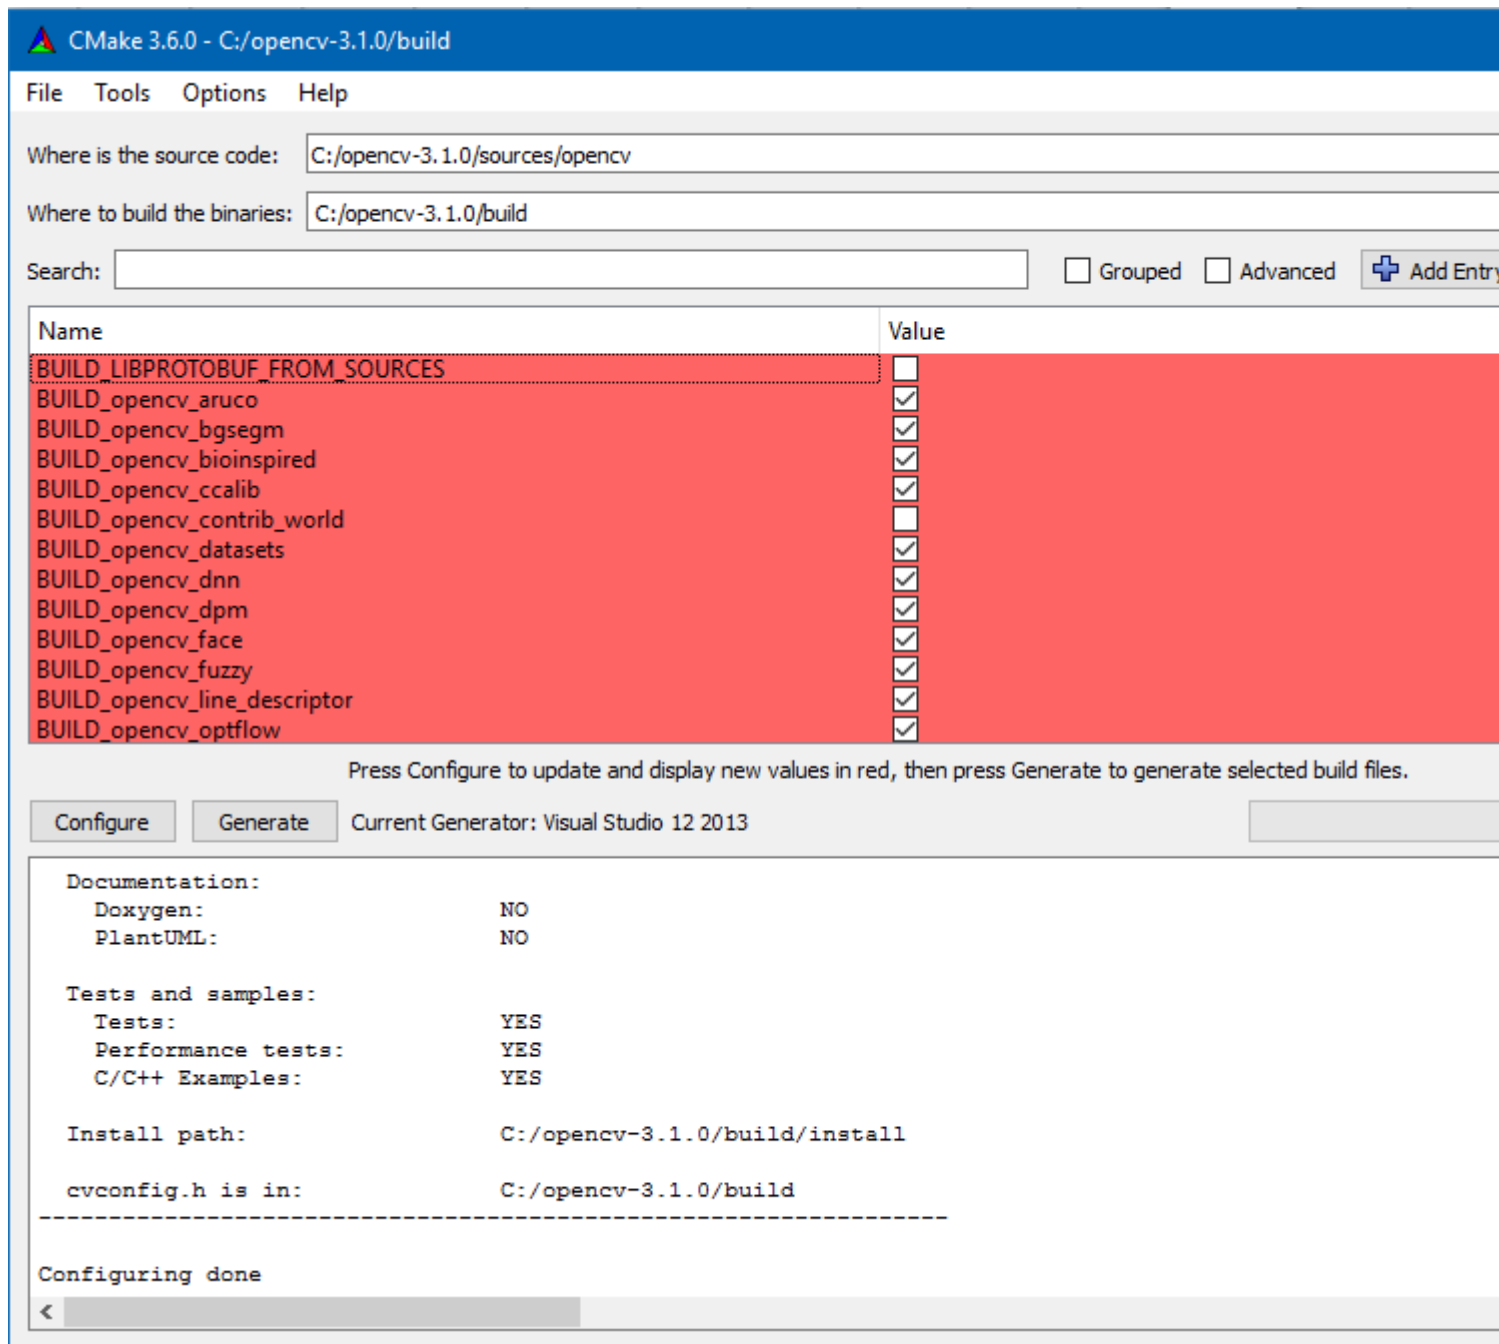 CMake 3.6.0 - C:/opencv-3.1.0/build
File Tools Options Help
Where is the source code: C:/opencv-3.1.0/sources/opencv
Where to build the binaries: C:/opencv-3.1.0/build
Search: Grouped Advanced Add Entry
Name Value
BUILD_LIBPROTOBUF_FROM_SOURCES
BUILD_opencv_aruco
BUILD_opencv_bgsegm
BUILD_opencv_bioinspired
BUILD_opencv_ccalib
BUILD_opencv_contrib_world
BUILD_opencv_datasets
BUILD_opencv_dnn
BUILD_opencv_dpm
BUILD_opencv_face
BUILD_opencv_fuzzy
BUILD_opencv_line_descriptor
BUILD_opencv_optflow
Press Configure to update and display new values in red, then press Generate to generate selected build files.
Configure Generate Current Generator: Visual Studio 12 2013
Documentation:
Doxygen: NO
PlantUML: NO
Tests and samples:
Tests: YES
Performance tests: YES
C/C++ Examples: YES
Install path: C:/opencv-3.1.0/build/install
cvconfig.h is in: C:/opencv-3.1.0/build
-----------------------------------------------------------------
Configuring done